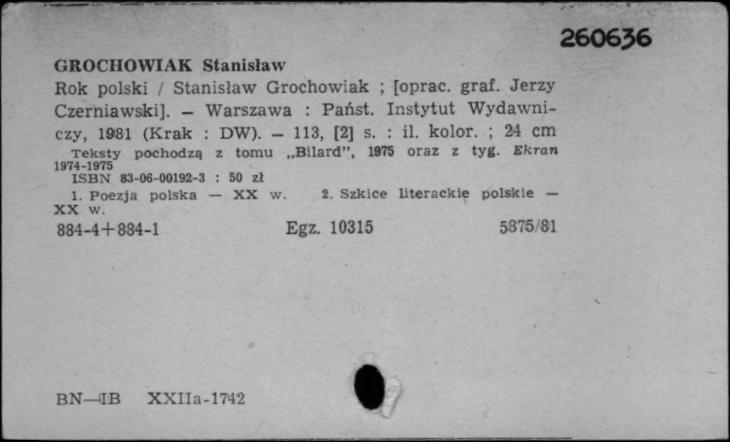 260636
GROCHOWIAK Stanisław
Rok polski / Stanisław Grochowiak ; [oprac. graf. Jerzy
Czerniawski]. — Warszawa : Państ. Instytut Wydawni-
czy, 1981 (Krak : DW). — 113, [2] s. : il. kolor. ; 24 cm
Teksty pochodzą z tomu „Bilard", 1975 oraz z tyg. Ekran
1974-1975
ISBN 83-06-00192-3 : 50 zł
1. Poezja polska — XX w. 2. Szkice literackie polskie —
XX w.
884-4+884-1 Egz. 10315 5875/81
BN—IB XXIIa-1742